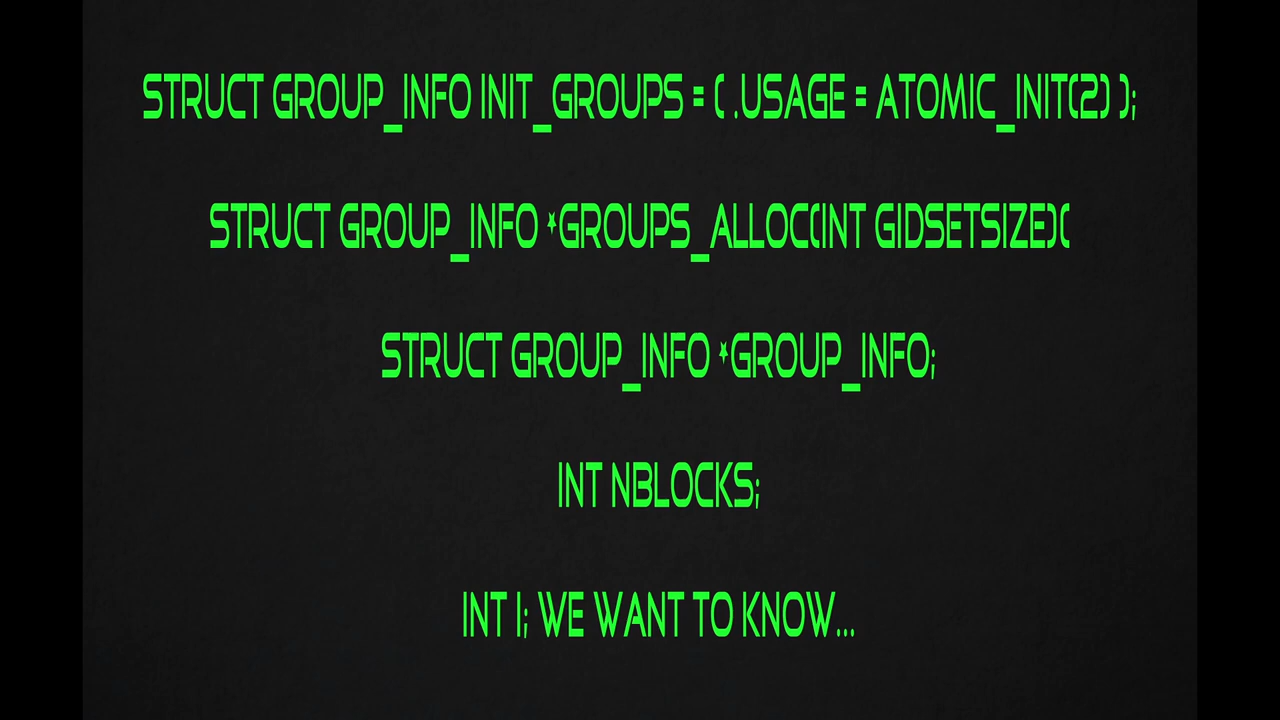 STRUCT GROUP_INFO INIT_GROUPS = ( .USAGE = ATOMIC_INIT(2) );
STRUCT GROUP_INFO *GROUPS_ALLOC(INT GIDSETSIZE)(
STRUCT GROUP_INFO *GROUP_INFO;
INT NBLOCKS;
INT I; WE WANT TO KNOW...